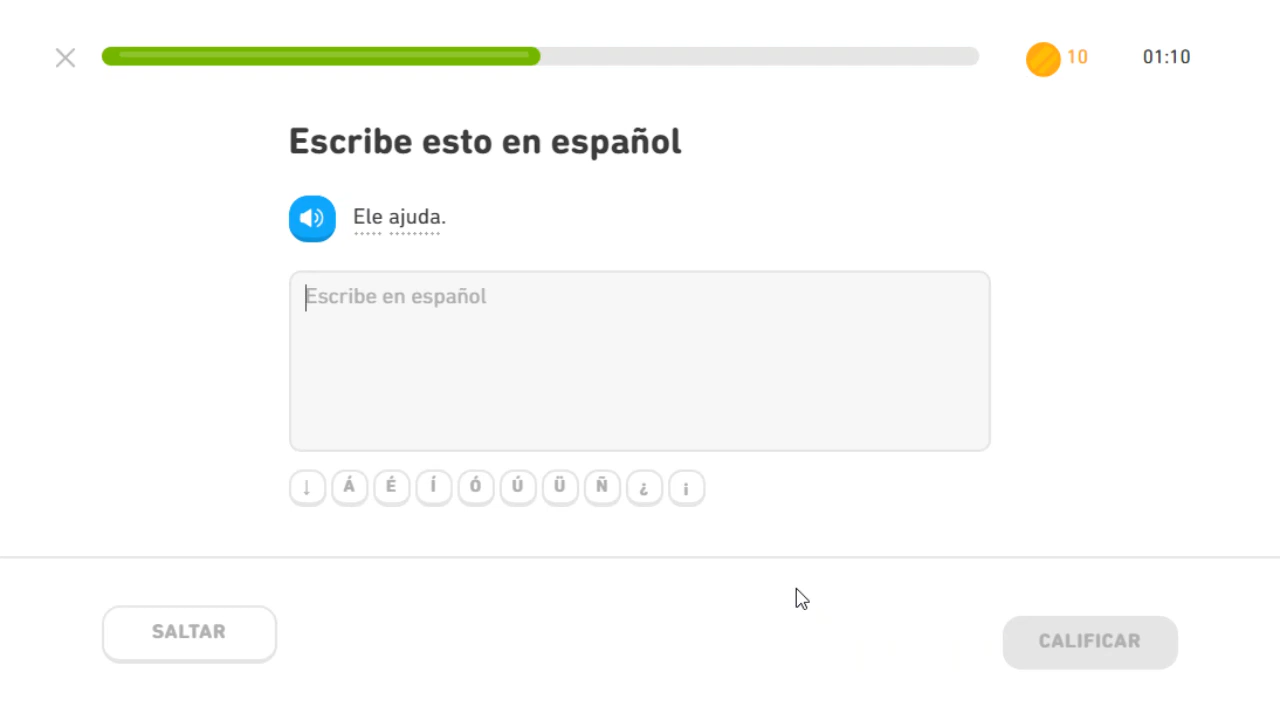 10 01:10
Escribe esto en español
Ele ajuda.
Escribe en español
↓ Á É Í Ó Ú Ü Ñ ¿ ¡
SALTAR CALIFICAR